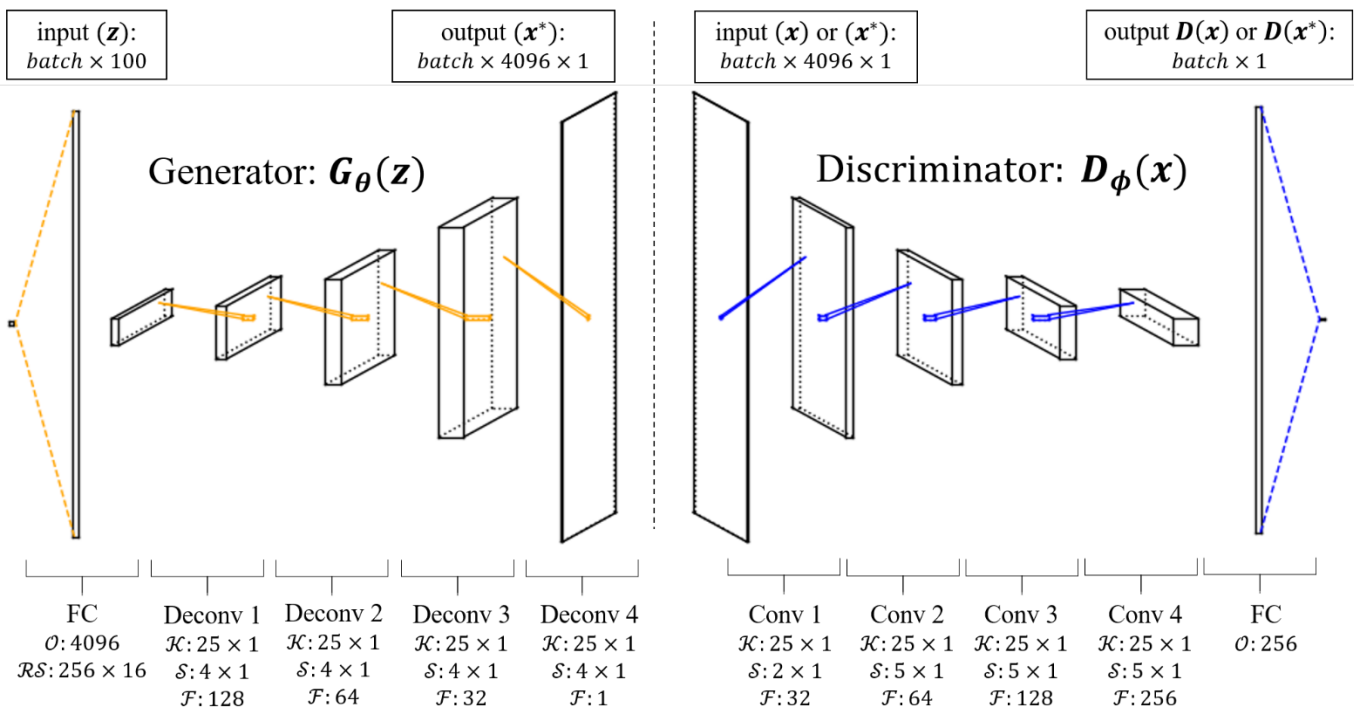 input (𝒛):
batch × 100
output (𝒙*):
batch × 4096 × 1
input (𝒙) or (𝒙*):
batch × 4096 × 1
output 𝑫(𝒙) or 𝑫(𝒙*):
batch × 1
Generator: 𝑮_𝜽(𝒛)
Discriminator: 𝑫_𝝓(𝒙)
FC
𝒪: 4096
ℛ𝒮: 256 × 16
Deconv 1
𝒦: 25 × 1
𝒮: 4 × 1
ℱ: 128
Deconv 2
𝒦: 25 × 1
𝒮: 4 × 1
ℱ: 64
Deconv 3
𝒦: 25 × 1
𝒮: 4 × 1
ℱ: 32
Deconv 4
𝒦: 25 × 1
𝒮: 4 × 1
ℱ: 1
Conv 1
𝒦: 25 × 1
𝒮: 2 × 1
ℱ: 32
Conv 2
𝒦: 25 × 1
𝒮: 5 × 1
ℱ: 64
Conv 3
𝒦: 25 × 1
𝒮: 5 × 1
ℱ: 128
Conv 4
𝒦: 25 × 1
𝒮: 5 × 1
ℱ: 256
FC
𝒪: 256